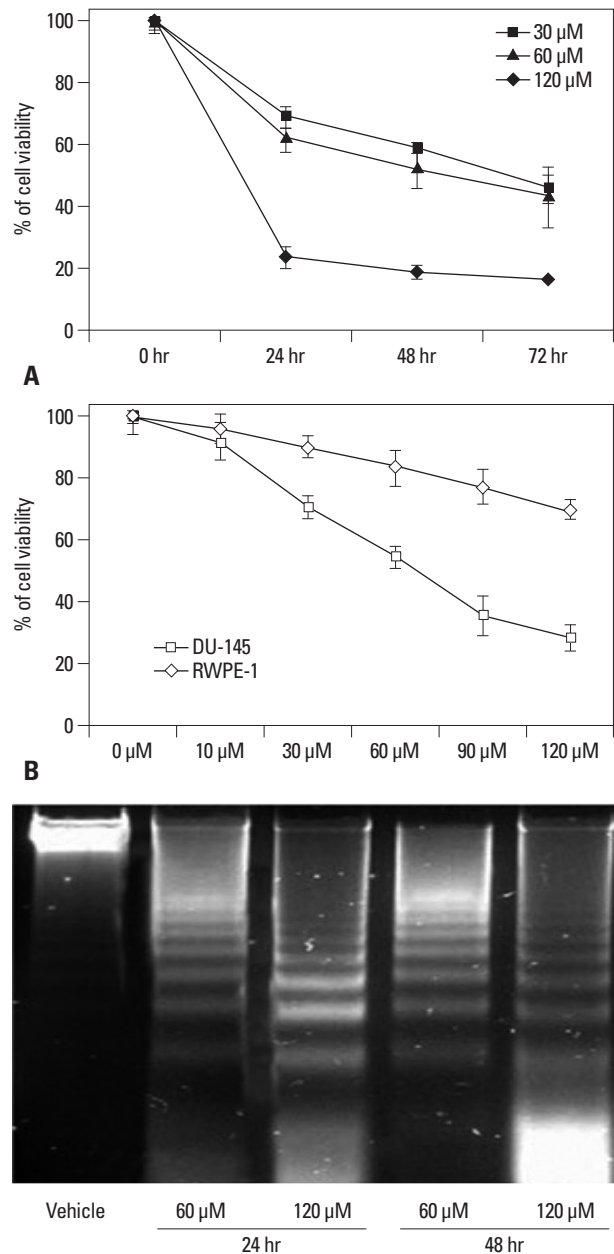 100
80
60
40
20
0
% of cell viability
30 µM
60 µM
120 µM
0 hr 24 hr 48 hr 72 hr
A
100
80
60
40
20
0
% of cell viability
DU-145
RWPE-1
0 µM 10 µM 30 µM 60 µM 90 µM 120 µM
B
Vehicle 60 µM 120 µM 60 µM 120 µM
24 hr 48 hr